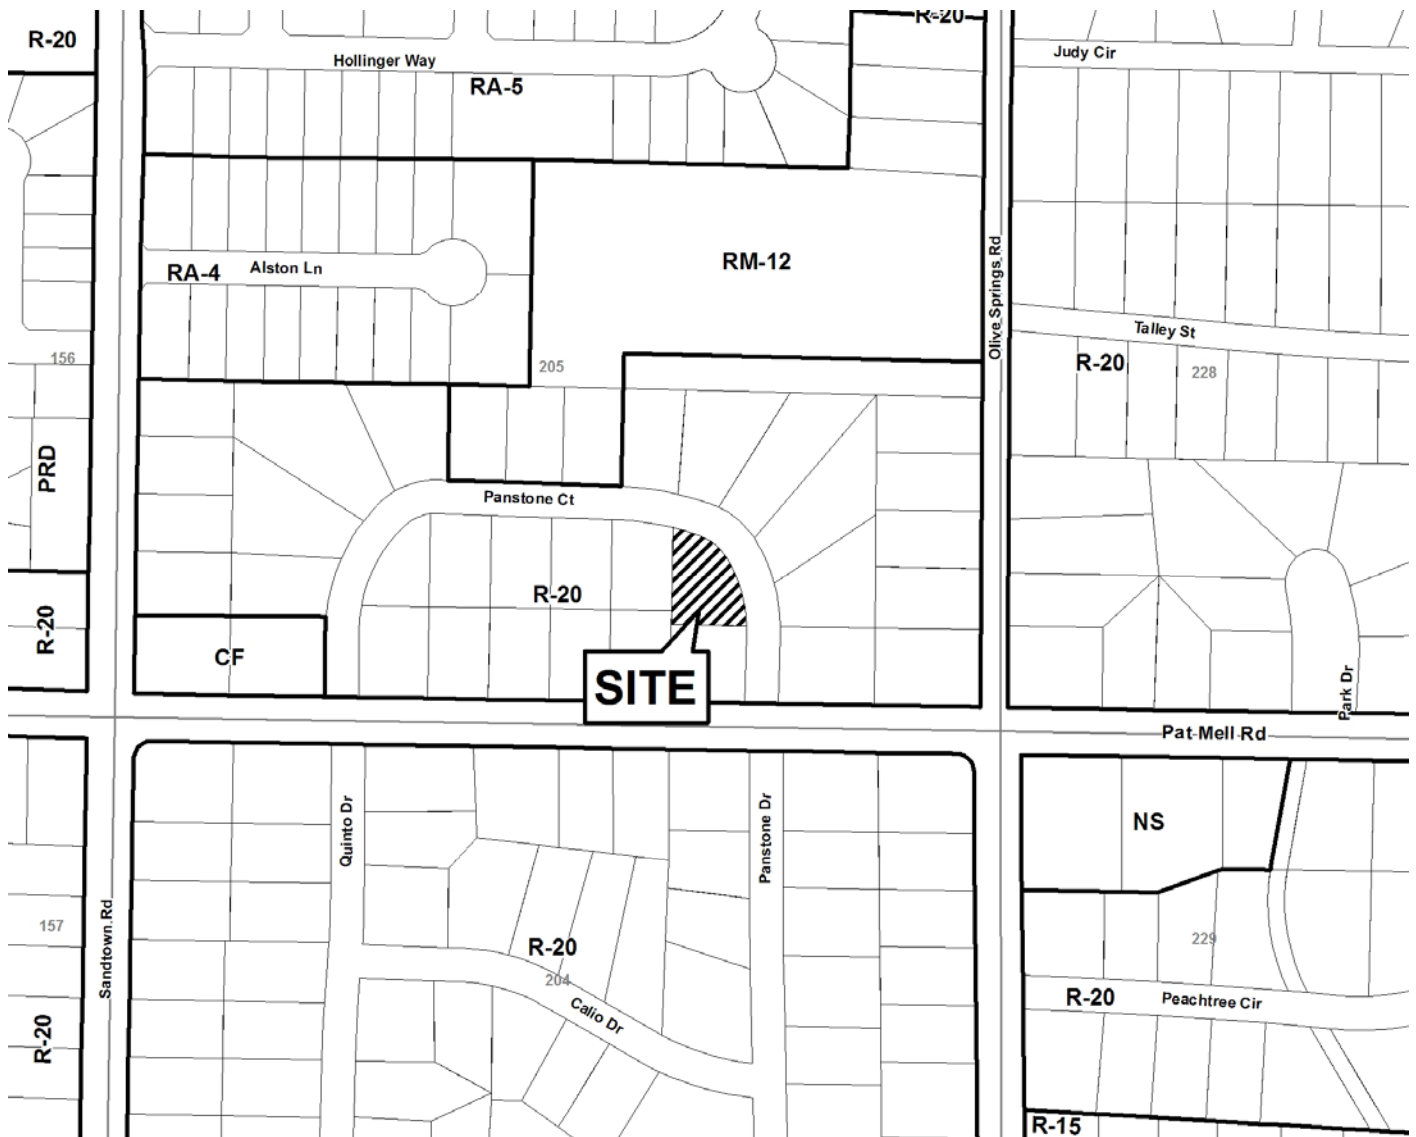 R-20
R-20
Judy Cir
Hollinger Way
RA-5
Olive Springs Rd
RM-12
RA-4
Alston Ln
Talley St
156
205
R-20
228
PRD
Panstone Ct
R-20
R-20
CF
SITE
Park Dr
Pat Mell Rd
Quinto Dr
Panstone Dr
NS
Sandtown Rd
157
R-20
204
229
R-20
Peachtree Cir
Calio Dr
R-20
R-15